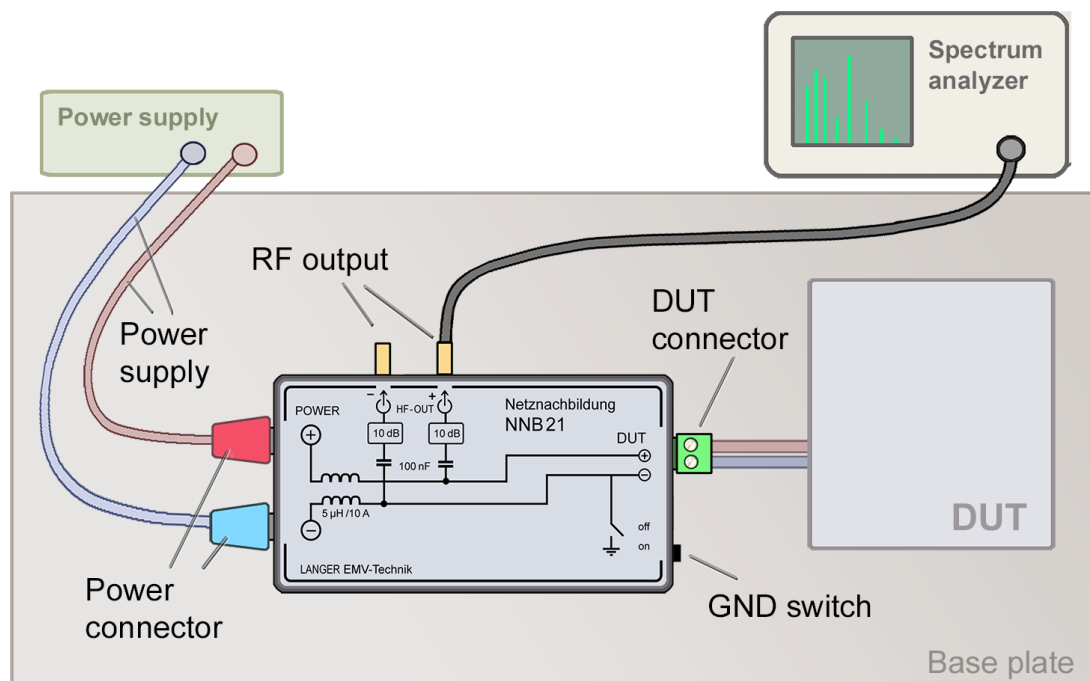 Spectrum
analyzer
Power supply
RF output
DUT
connector
Power
supply
POWER
+
−
HF-OUT
+
10 dB
10 dB
100 nF
5 µH /10 A
−
Netznachbildung
NNB 21
DUT
+
−
off
on
LANGER EMV-Technik
DUT
Power
connector
GND switch
Base plate